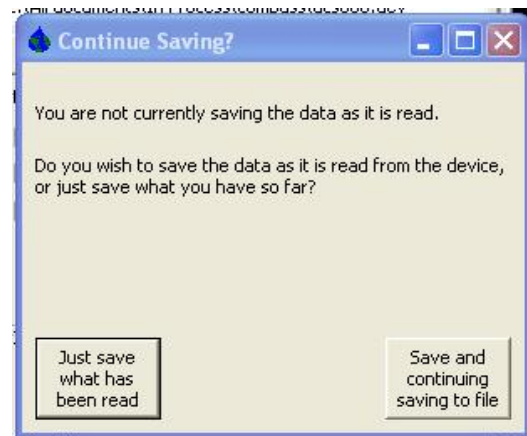 Continue Saving?
You are not currently saving the data as it is read.
Do you wish to save the data as it is read from the device,
or just save what you have so far?
Just save
what has
been read
Save and
continuing
saving to file